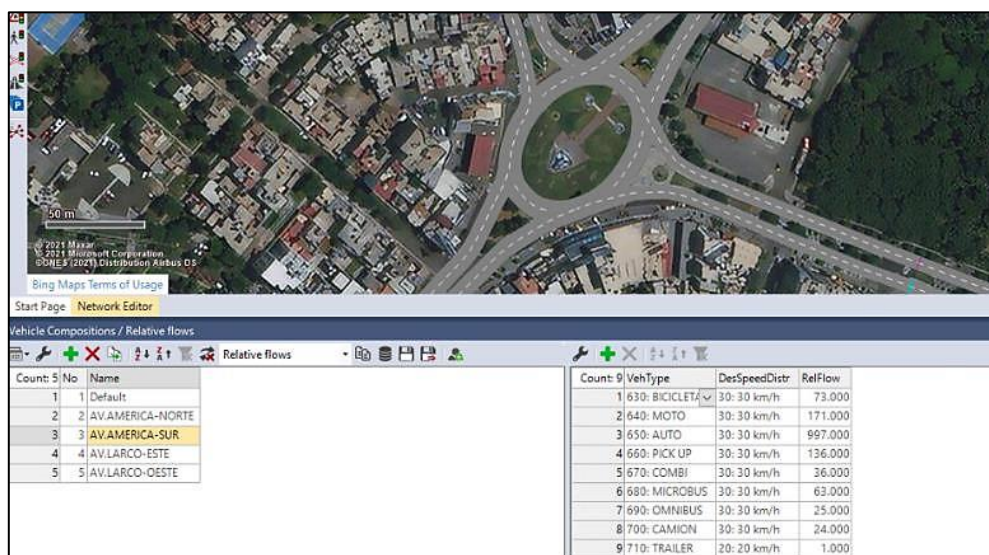 50 m
© 2021 Maxar
© 2021 Microsoft Corporation
©CNES (2021) Distribution Airbus DS
Bing Maps Terms of Usage
Start Page Network Editor
Vehicle Compositions / Relative flows
Relative flows
Count: 5 No Name
1 1 Default
2 2 AV.AMERICA-NORTE
3 3 AV.AMERICA-SUR
4 4 AV.LARCO-ESTE
5 5 AV.LARCO-OESTE
Count: 9 VehType DesSpeedDistr RelFlow
1 630: BICICLETA 30: 30 km/h 73.000
2 640: MOTO 30: 30 km/h 171.000
3 650: AUTO 30: 30 km/h 997.000
4 660: PICK UP 30: 30 km/h 136.000
5 670: COMBI 30: 30 km/h 36.000
6 680: MICROBUS 30: 30 km/h 63.000
7 690: OMNIBUS 30: 30 km/h 25.000
8 700: CAMION 30: 30 km/h 24.000
9 710: TRAILER 20: 20 km/h 1.000